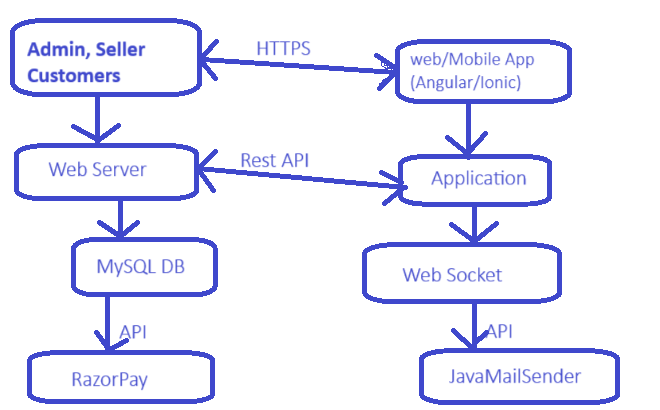 Admin, Seller
Customers
HTTPS
web/Mobile App
(Angular/Ionic)
Web Server
Rest API
Application
MySQL DB
Web Socket
API
API
RazorPay
JavaMailSender